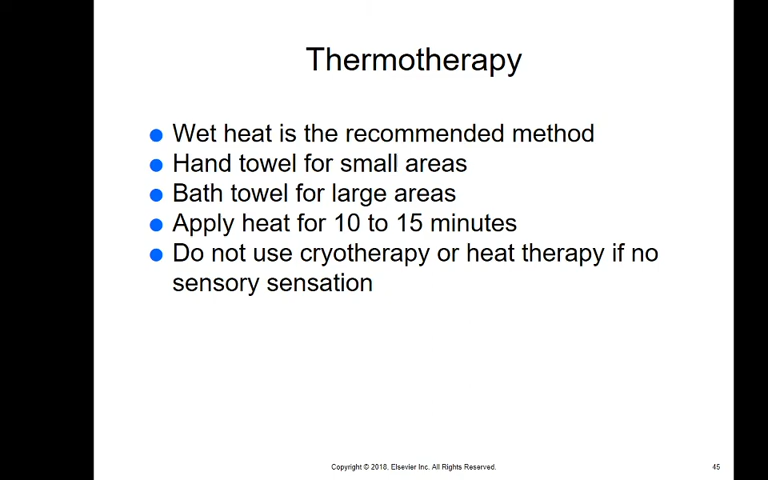 Thermotherapy
Wet heat is the recommended method
Hand towel for small areas
Bath towel for large areas
Apply heat for 10 to 15 minutes
Do not use cryotherapy or heat therapy if no
sensory sensation
Copyright © 2018, Elsevier Inc. All Rights Reserved.
45